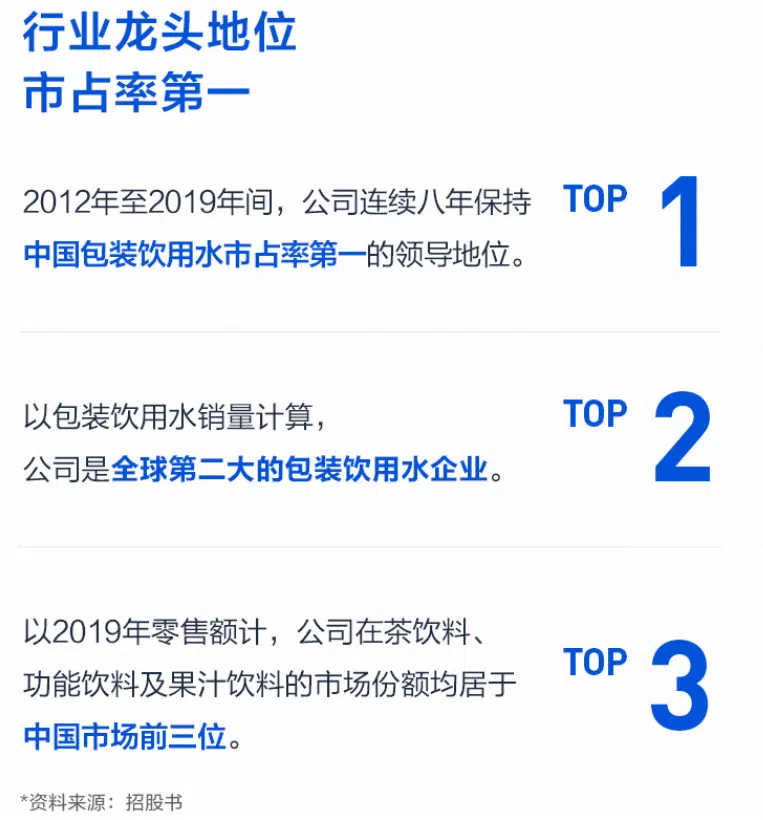 行业龙头地位
市占率第一
2012年至2019年间，公司连续八年保持
中国包装饮用水市占率第一的领导地位。
TOP 1
以包装饮用水销量计算，
公司是全球第二大的包装饮用水企业。
TOP 2
以2019年零售额计，公司在茶饮料、
功能饮料及果汁饮料的市场份额均居于
中国市场前三位。
TOP 3
*资料来源：招股书